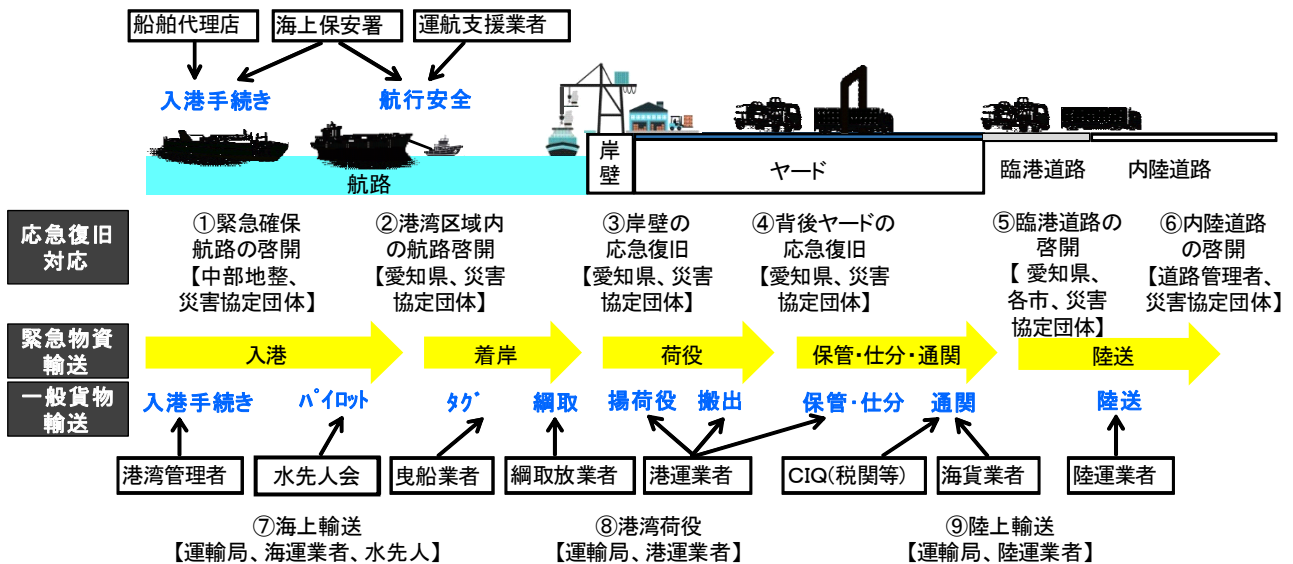 船舶代理店
海上保安署
運航支援業者
入港手続き
航行安全
航路
岸
壁
ヤード
臨港道路
内陸道路
応急復旧
対応
①緊急確保
航路の啓開
【中部地整、
災害協定団体】
②港湾区域内
の航路啓開
【愛知県、災害
協定団体】
③岸壁の
応急復旧
【愛知県、災害
協定団体】
④背後ヤードの
応急復旧
【愛知県、災害
協定団体】
⑤臨港道路の
啓開
【 愛知県、
各市、災害
協定団体】
⑥内陸道路
の啓開
【道路管理者、
災害協定団体】
緊急物資
輸送
入港
着岸
荷役
保管・仕分・通関
陸送
一般貨物
輸送
入港手続き
パイロット
タグ
綱取
揚荷役
搬出
保管・仕分
通関
陸送
港湾管理者
水先人会
曳船業者
綱取放業者
港運業者
CIQ(税関等)
海貨業者
陸運業者
⑦海上輸送
【運輸局、海運業者、水先人】
⑧港湾荷役
【運輸局、港運業者】
⑨陸上輸送
【運輸局、陸運業者】